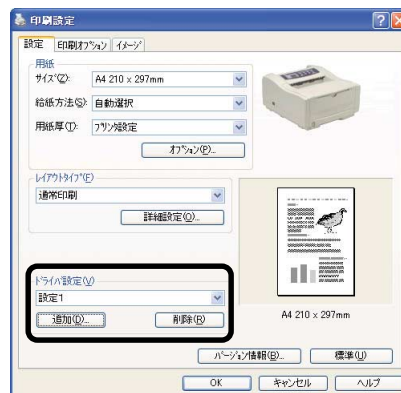 印刷設定
設定 印刷オプション イメージ
用紙
サイズ(Z): A4 210 x 297mm
給紙方法(S): 自動選択
用紙厚(T): プリンタ設定
オプション(P)...
レイアウトタイプ(E)
通常印刷
詳細設定(O)...
ドライバ設定(V)
設定1
追加(D)... 削除(R)
A4 210 x 297mm
バージョン情報(B)... 標準(U)
OK キャンセル ヘルプ